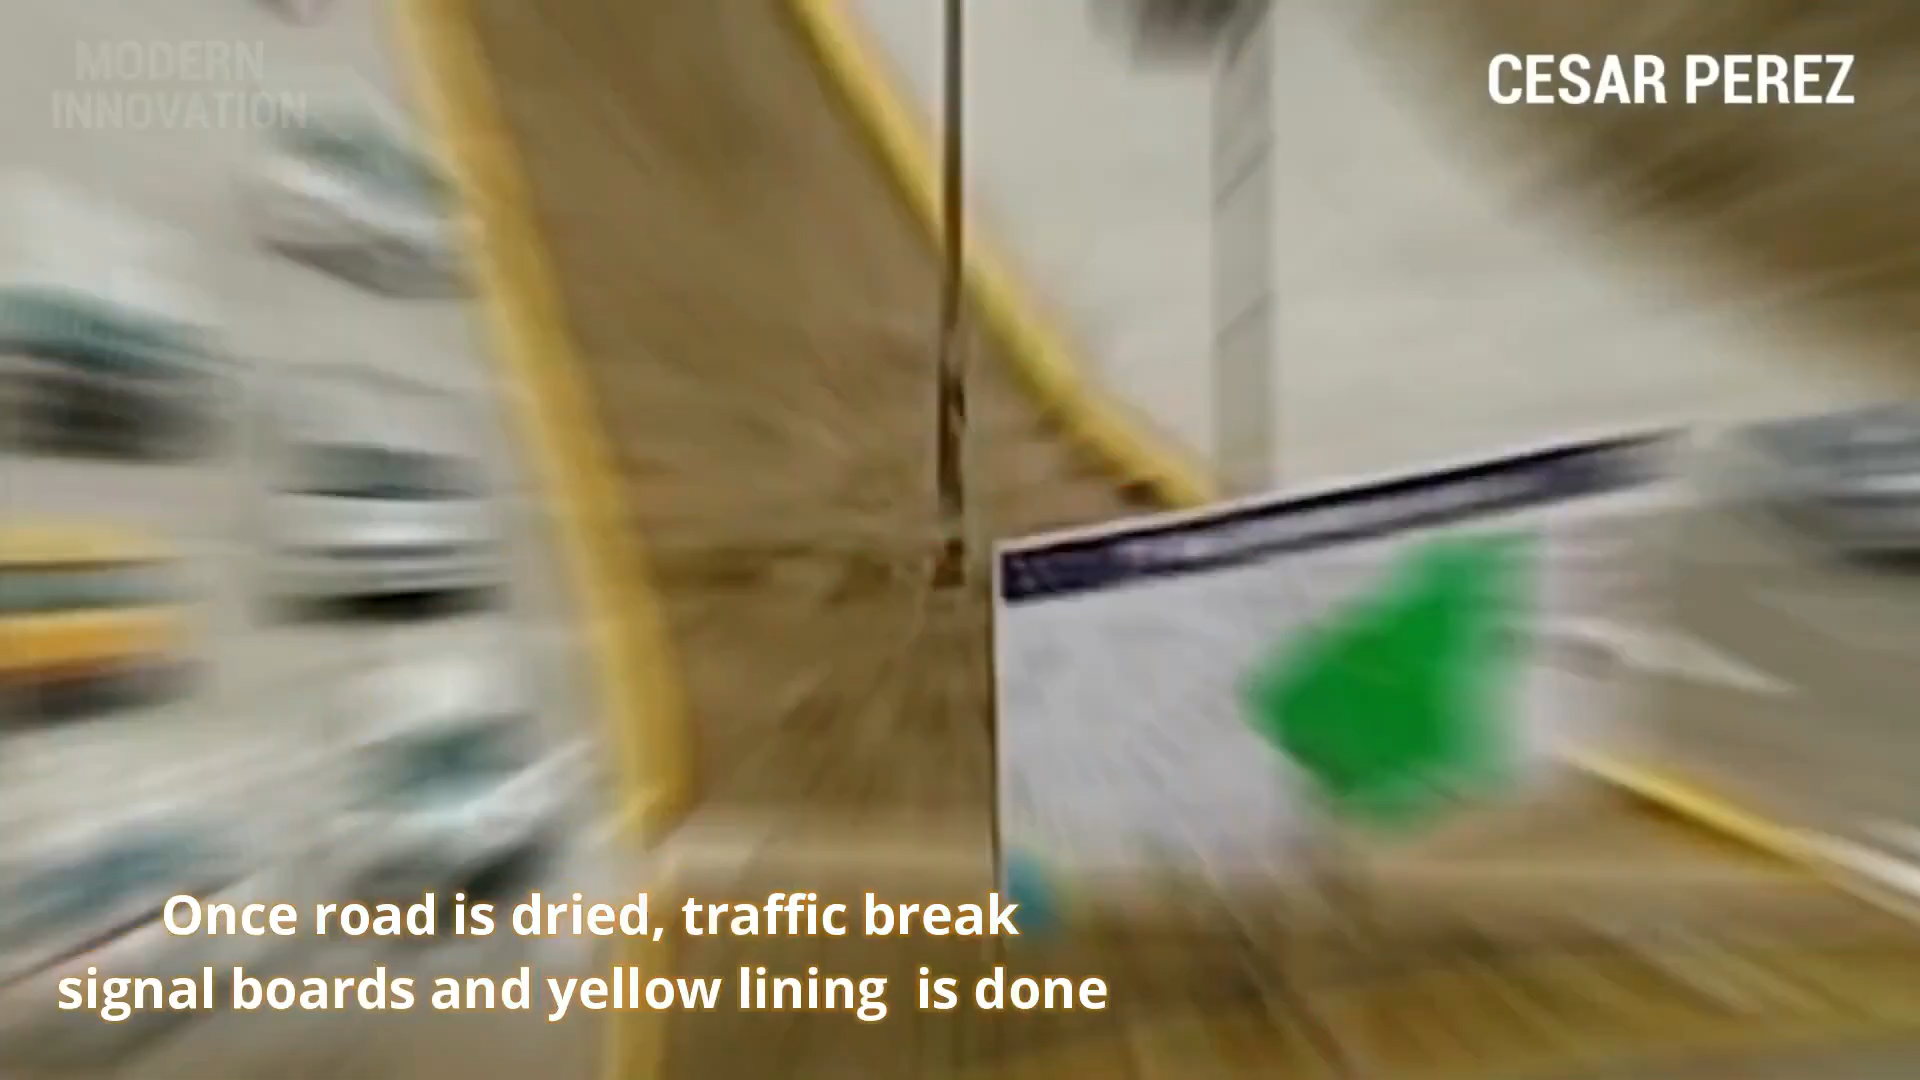 MODERN
INNOVATION
CESAR PEREZ
Once road is dried, traffic break
signal boards and yellow lining  is done